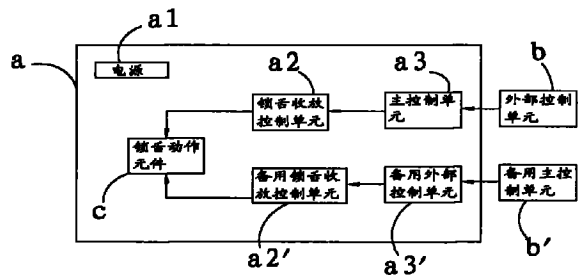 a1
a
电源
a2
a3
b
锁舌收放
控制单元
主控制单
元
外部控制
单元
锁舌动作
元件
c
备用锁舌收
放控制单元
备用外部
控制单元
备用主控
制单元
a2′
a3′
b′